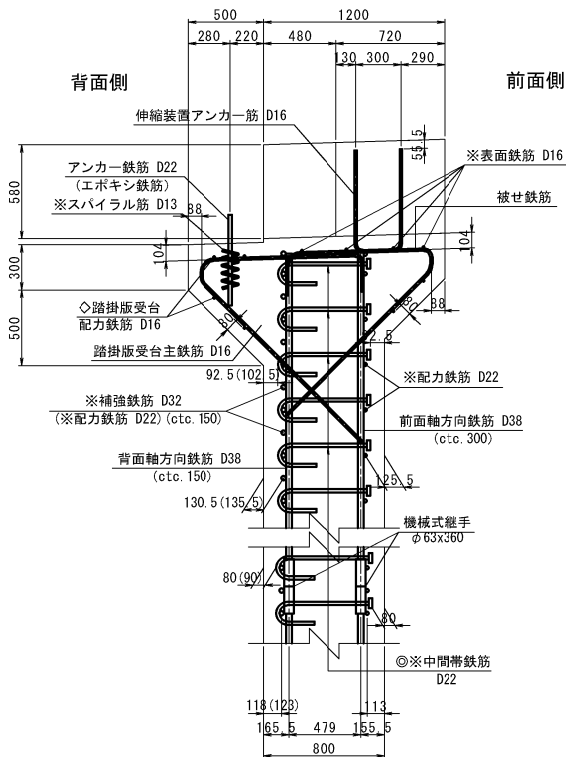 500
1200
280
220
480
720
130
300
290
背面側
前面側
伸縮装置アンカー筋 D16
55.5
※表面鉄筋 D16
アンカー鉄筋 D22
(エポキシ鉄筋)
被せ鉄筋
※スパイラル筋 D13
88
580
104
104
300
◇踏掛版受台
配力鉄筋 D16
80
80
88
500
踏掛版受台主鉄筋 D16
2.5
92.5(102.5)
※配力鉄筋 D22
※補強鉄筋 D32
(※配力鉄筋 D22)(ctc.150)
前面軸方向鉄筋 D38
(ctc.300)
背面軸方向鉄筋 D38
(ctc.150)
125.5
130.5(135.5)
機械式継手
φ63x360
80(90)
80
◎※中間帯鉄筋
D22
118(123)
113
165.5
479
155.5
800